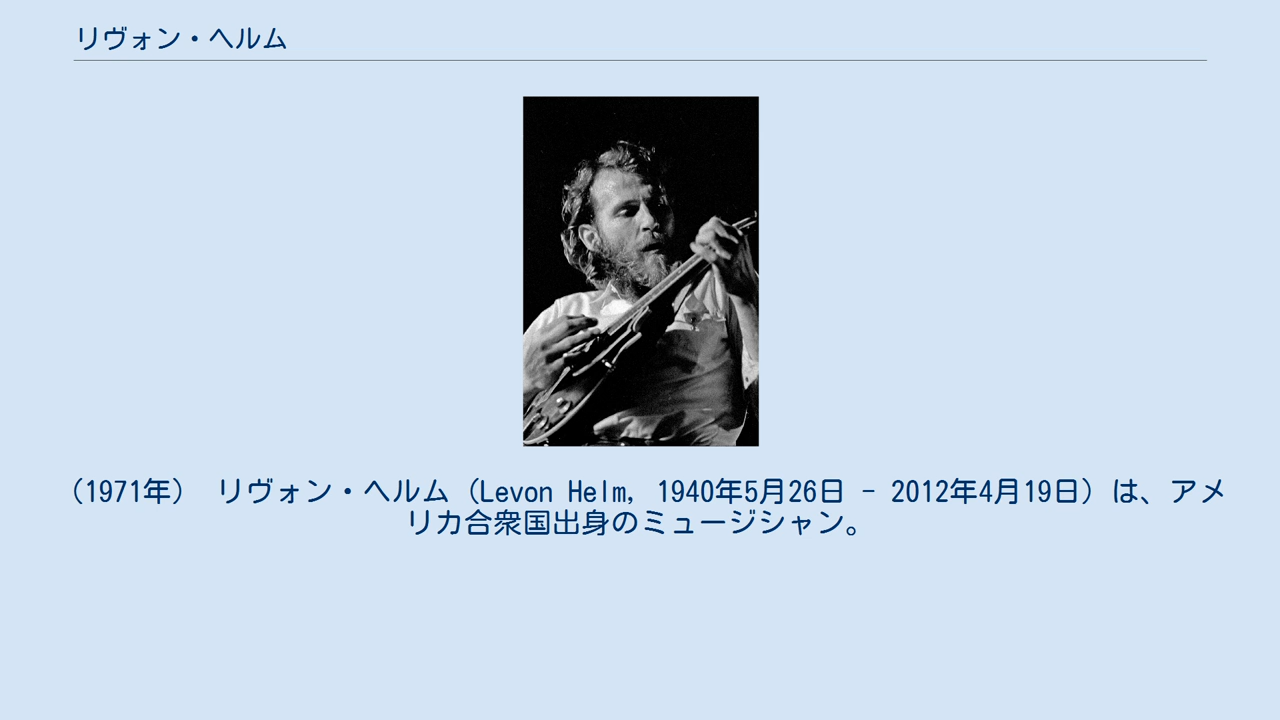 リヴォン・ヘルム
（1971年） リヴォン・ヘルム（Levon Helm, 1940年5月26日 - 2012年4月19日）は、アメ
リカ合衆国出身のミュージシャン。